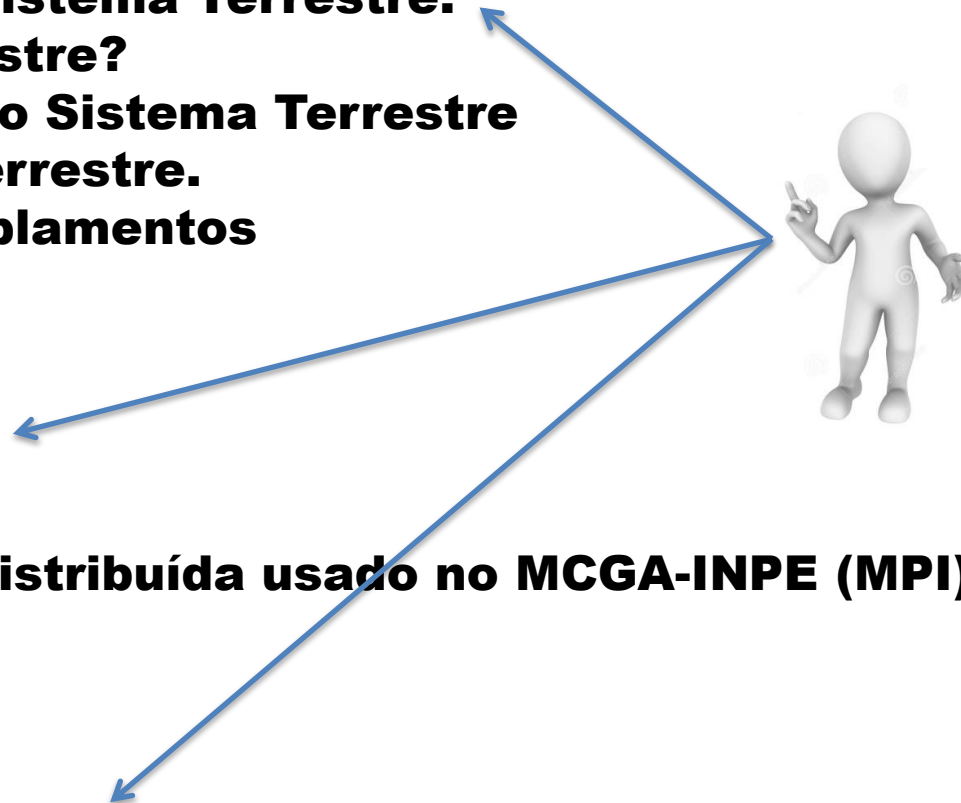 istema Terrestre.
stre?
o Sistema Terrestre
errestre.
plamentos
istribuída usado no MCGA-INPE (MPI)